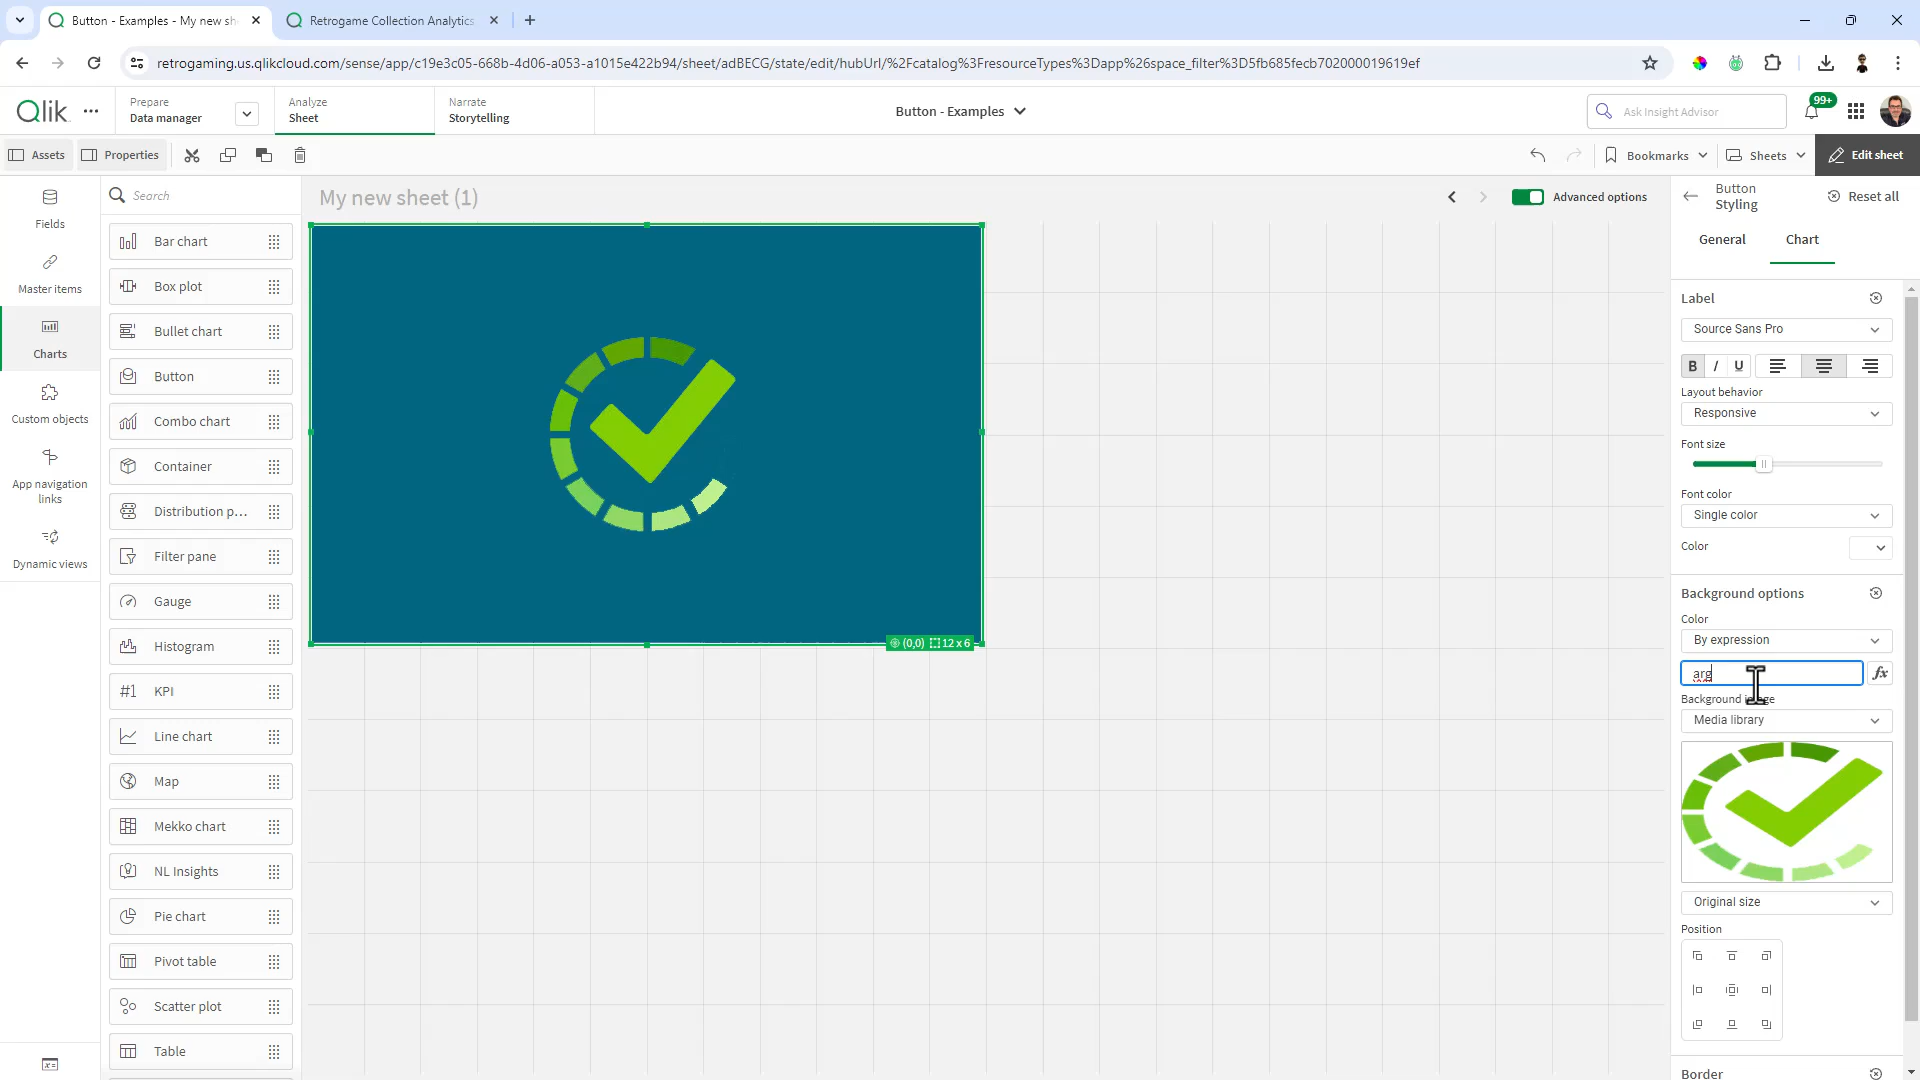 Button - Examples - My new sh
Retrogame Collection Analytics
retrogaming.us.qlikcloud.com/sense/app/c19e3c05-668b-4d06-a053-a1015e422b94/sheet/adBECG/state/edit/hubUrl/%2Fcatalog%3FresourceTypes%3Dapp%26space_filter%3D5fb685fecb702000019619ef
Qlik
Prepare
Data manager
Analyze
Sheet
Narrate
Storytelling
Button - Examples
Ask Insight Advisor
99+
Assets
Properties
Bookmarks
Sheets
Edit sheet
Fields
Master items
Charts
Custom objects
App navigation
links
Dynamic views
Search
Bar chart
Box plot
Bullet chart
Button
Combo chart
Container
Distribution p...
Filter pane
Gauge
Histogram
#1 KPI
Line chart
Map
Mekko chart
NL Insights
Pie chart
Pivot table
Scatter plot
Table
My new sheet (1)
Advanced options
(0,0) 12 x 6
Button
Styling
Reset all
General
Chart
Label
Source Sans Pro
B I U
Layout behavior
Responsive
Font size
Font color
Single color
Color
Background options
Color
By expression
arg
fx
Background image
Media library
Original size
Position
Border